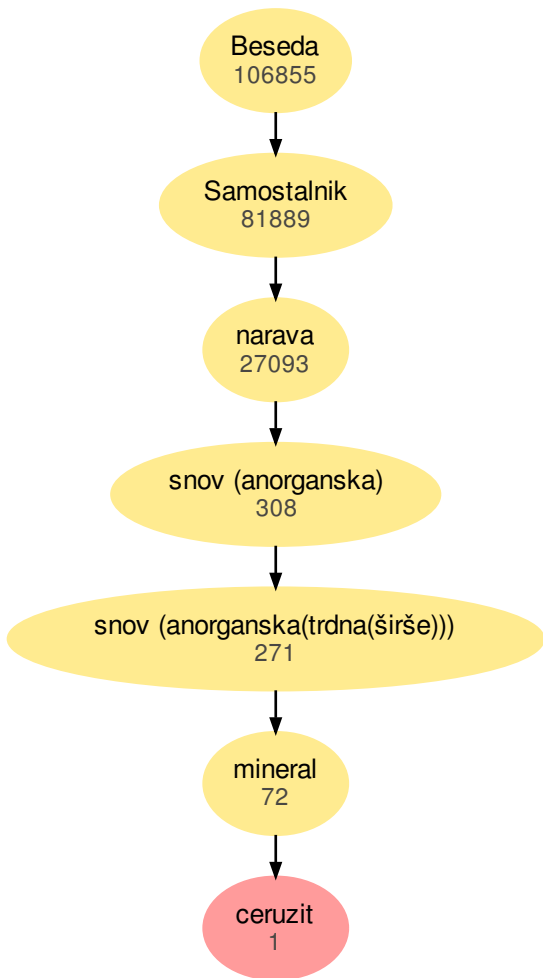 Beseda
106855
Samostalnik
81889
narava
27093
snov (anorganska)
308
snov (anorganska(trdna(širše)))
271
mineral
72
ceruzit
1